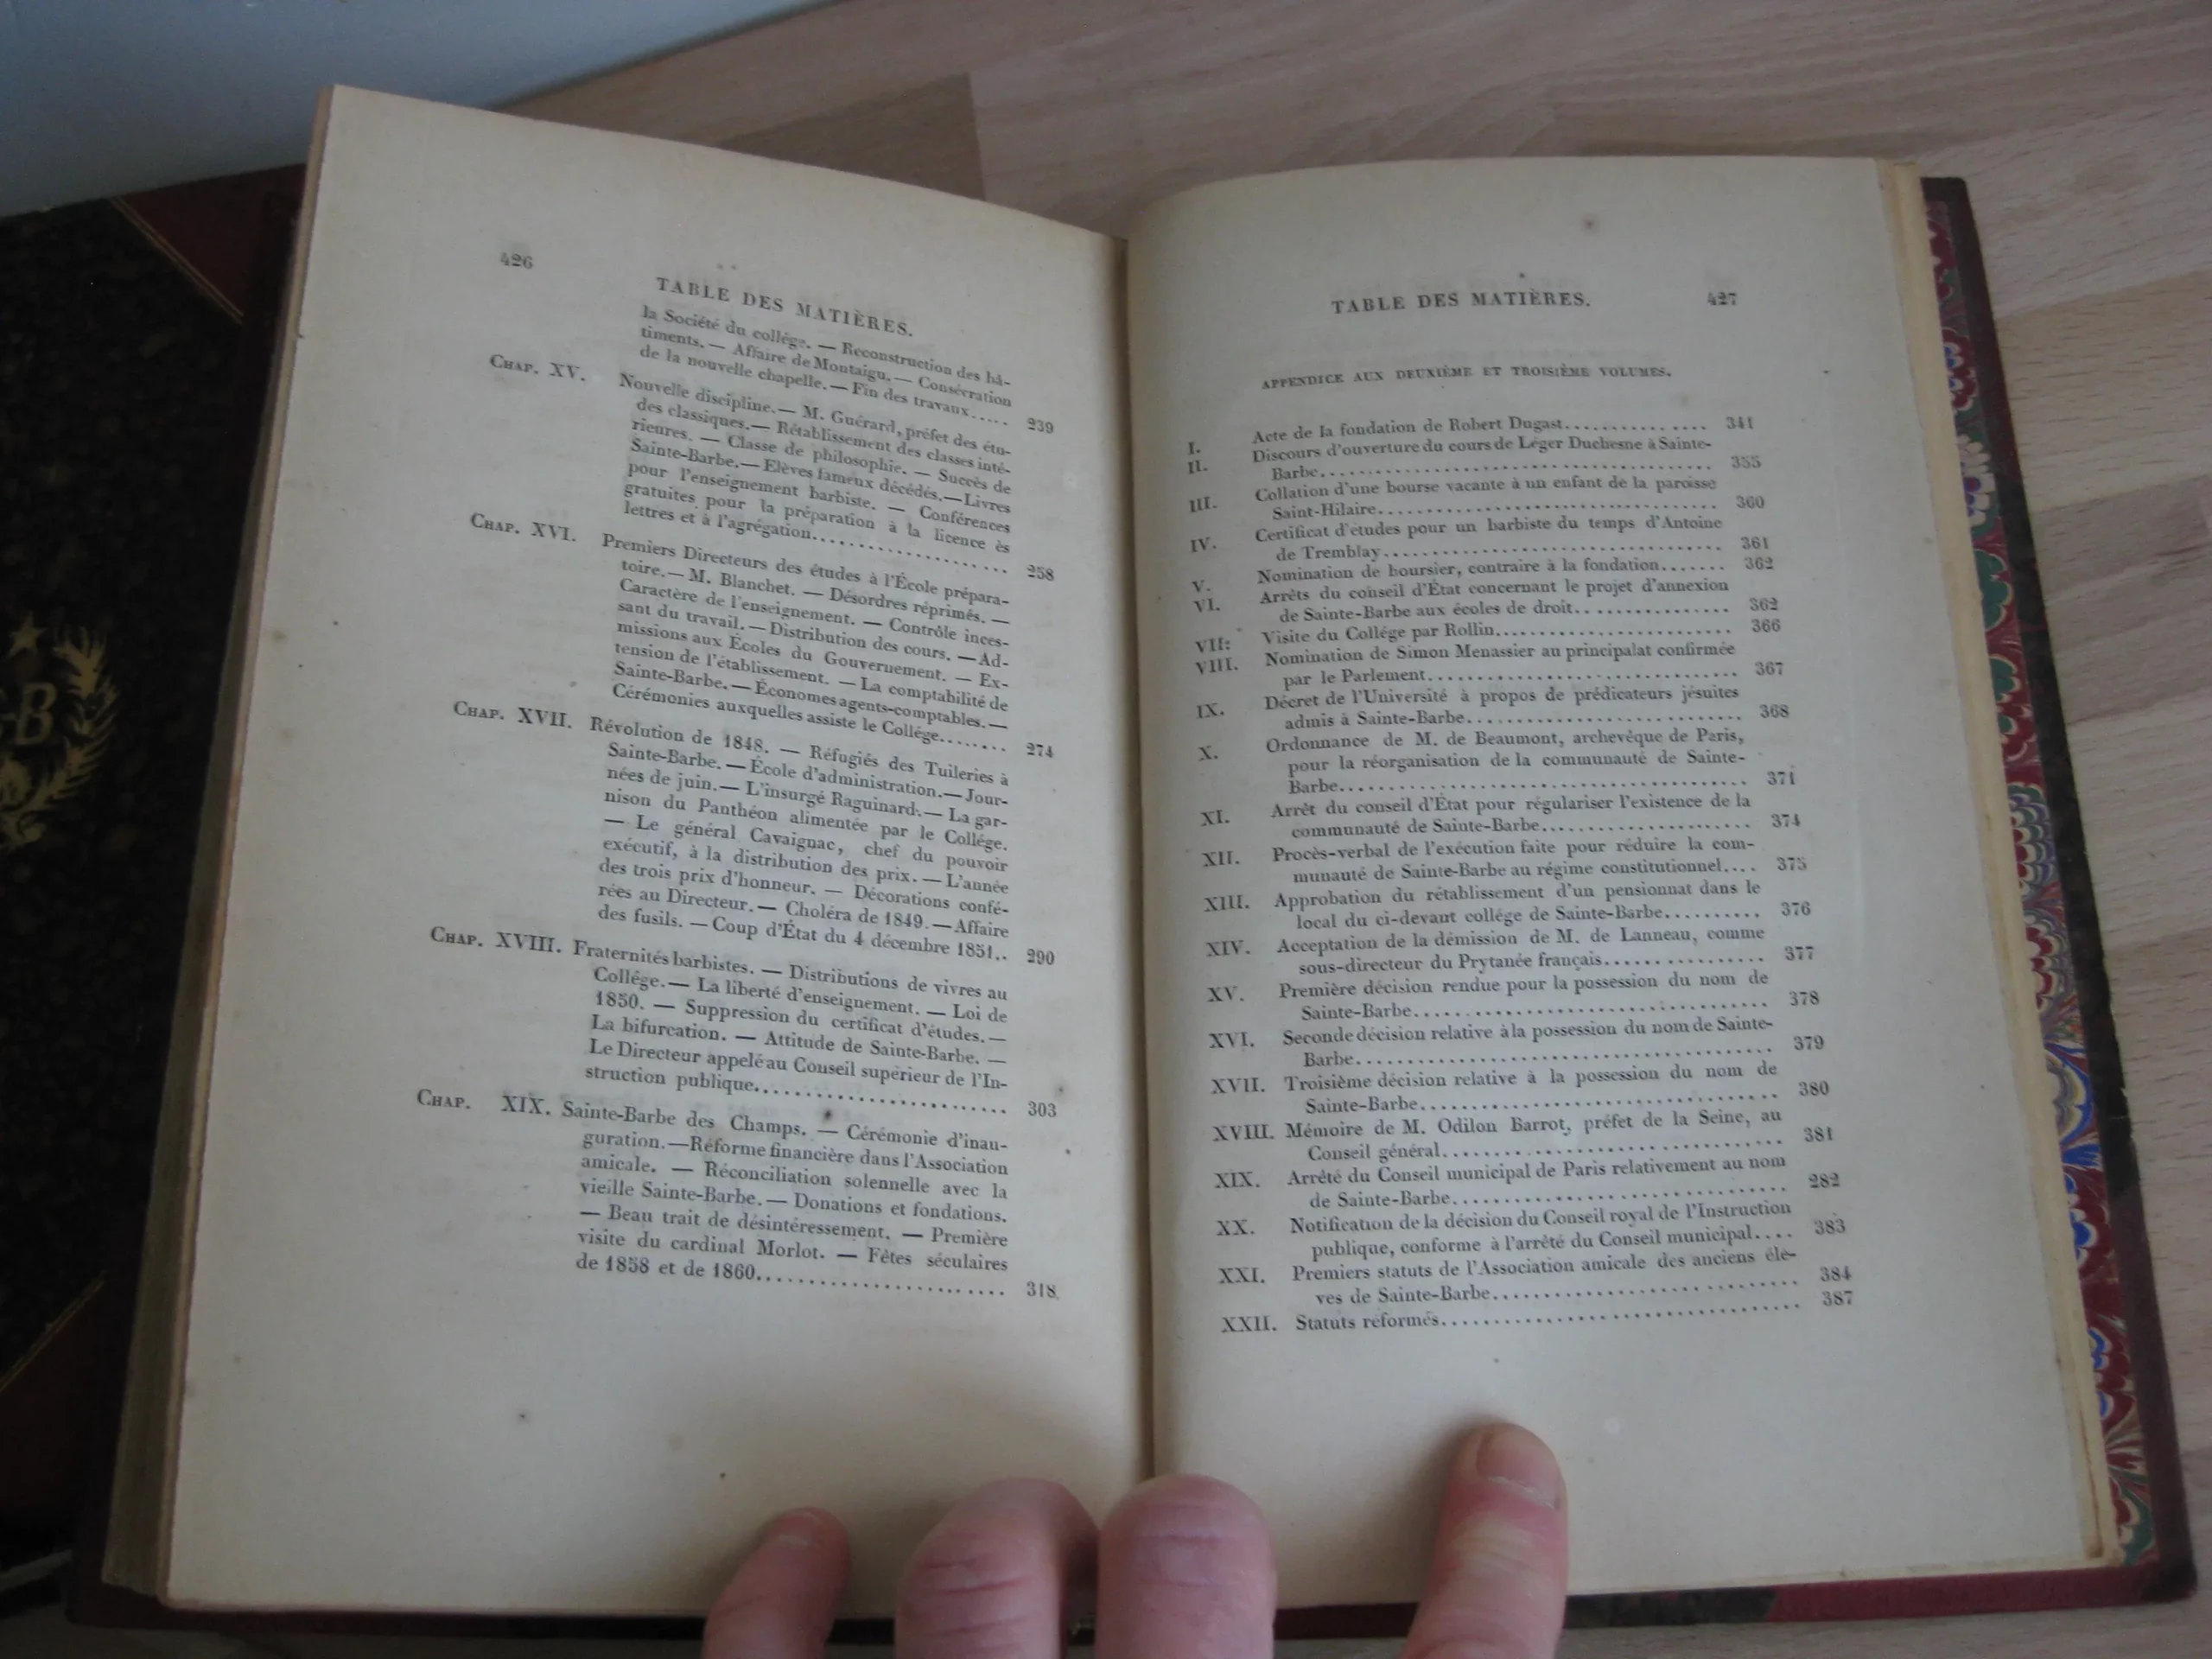 426
TABLE DES MATIÈRES.
la Société du collége. — Reconstruction des bâ-
timents. — Affaire de Montaigu. — Consécration
de la nouvelle chapelle. — Fin des travaux..... 239
CHAP. XV. Nouvelle discipline. — M. Guérard, préfet des étu-
des classiques. — Rétablissement des classes inté-
rieures. — Classe de philosophie. — Succès de
Sainte-Barbe. — Elèves fameux décédés. — Livres
pour l'enseignement barbiste. — Conférences
gratuites pour la préparation à la licence ès
lettres et à l'agrégation.................... 258
CHAP. XVI. Premiers Directeurs des études à l'École prépara-
toire. — M. Blanchet. — Désordres réprimés. —
Caractère de l'enseignement. — Contrôle inces-
sant du travail. — Distribution des cours. — Ad-
missions aux Écoles du Gouvernement. — Ex-
tension de l'établissement. — La comptabilité de
Sainte-Barbe. — Économes agents-comptables. —
Cérémonies auxquelles assiste le Collége........ 274
CHAP. XVII. Révolution de 1848. — Réfugiés des Tuileries à
Sainte-Barbe. — École d'administration. — Jour-
nées de juin. — L'insurgé Raguinard. — La gar-
nison du Panthéon alimentée par le Collége.
— Le général Cavaignac, chef du pouvoir
exécutif, à la distribution des prix. — L'année
des trois prix d'honneur. — Décorations confé-
rées au Directeur. — Choléra de 1849. — Affaire
des fusils. — Coup d'État du 4 décembre 1851.. 290
CHAP. XVIII. Fraternités barbistes. — Distributions de vivres au
Collége. — La liberté d'enseignement. — Loi de
1850. — Suppression du certificat d'études. —
La bifurcation. — Attitude de Sainte-Barbe. —
Le Directeur appelé au Conseil supérieur de l'In-
struction publique........................ 303
CHAP. XIX. Sainte-Barbe des Champs. — Cérémonie d'inau-
guration. — Réforme financière dans l'Association
amicale. — Réconciliation solennelle avec la
vieille Sainte-Barbe. — Donations et fondations.
— Beau trait de désintéressement. — Première
visite du cardinal Morlot. — Fêtes séculaires
de 1858 et de 1860........................ 318
TABLE DES MATIÈRES. 427
APPENDICE AUX DEUXIÈME ET TROISIÈME VOLUMES.
I. Acte de la fondation de Robert Dugast.............. 341
II. Discours d'ouverture du cours de Léger Duchesne à Sainte-
Barbe...................................... 355
III. Collation d'une bourse vacante à un enfant de la paroisse
Saint-Hilaire................................. 360
IV. Certificat d'études pour un barbiste du temps d'Antoine
de Tremblay................................. 361
V. Nomination de boursier, contraire à la fondation....... 362
VI. Arrêts du conseil d'État concernant le projet d'annexion
de Sainte-Barbe aux écoles de droit............... 362
VII. Visite du Collége par Rollin....................... 366
VIII. Nomination de Simon Menassier au principalat confirmée
par le Parlement.............................. 367
IX. Décret de l'Université à propos de prédicateurs jésuites
admis à Sainte-Barbe.......................... 368
X. Ordonnance de M. de Beaumont, archevêque de Paris,
pour la réorganisation de la communauté de Sainte-
Barbe...................................... 371
XI. Arrêt du conseil d'État pour régulariser l'existence de la
communauté de Sainte-Barbe.................... 374
XII. Procès-verbal de l'exécution faite pour réduire la com-
munauté de Sainte-Barbe au régime constitutionnel.... 375
XIII. Approbation du rétablissement d'un pensionnat dans le
local du ci-devant collége de Sainte-Barbe.......... 376
XIV. Acceptation de la démission de M. de Lanneau, comme
sous-directeur du Prytanée français................ 377
XV. Première décision rendue pour la possession du nom de
Sainte-Barbe................................. 378
XVI. Seconde décision relative à la possession du nom de Sainte-
Barbe...................................... 379
XVII. Troisième décision relative à la possession du nom de
Sainte-Barbe................................. 380
XVIII. Mémoire de M. Odilon Barrot, préfet de la Seine, au
Conseil général............................... 381
XIX. Arrêté du Conseil municipal de Paris relativement au nom
de Sainte-Barbe.............................. 282
XX. Notification de la décision du Conseil royal de l'Instruction
publique, conforme à l'arrêté du Conseil municipal.... 383
XXI. Premiers statuts de l'Association amicale des anciens élè-
ves de Sainte-Barbe........................... 384
XXII. Statuts réformés................................. 387